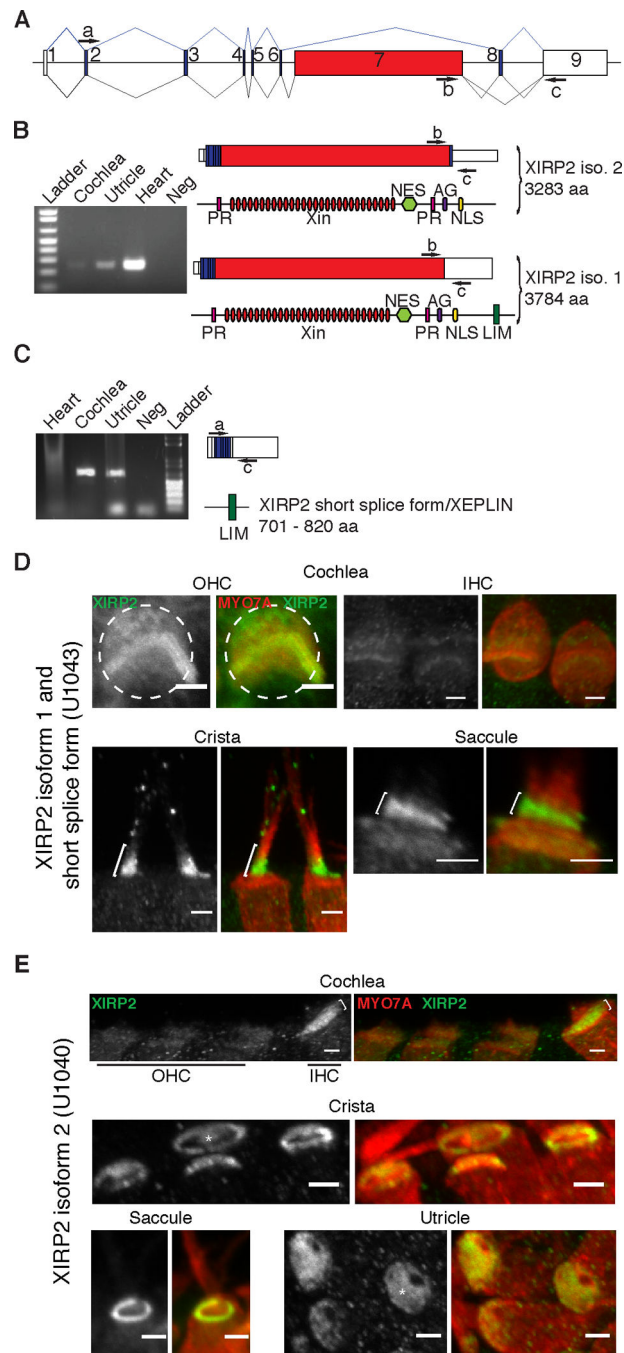 A
a
1 2 3 4 5 6 7 8 9
b
c
B
Ladder
Cochlea
Utricle
Heart
Neg
b
c
NES AG
PR Xin PR NLS
XIRP2 iso. 2
3283 aa
b
c
NES AG
PR Xin PR NLS LIM
XIRP2 iso. 1
3784 aa
C
Heart
Cochlea
Utricle
Neg
Ladder
a
c
LIM
XIRP2 short splice form/XEPLIN
701 - 820 aa
D
XIRP2 isoform 1 and
short splice form (U1043)
Cochlea
OHC IHC
XIRP2 MYO7A XIRP2
Crista Saccule
E
XIRP2 isoform 2 (U1040)
Cochlea
XIRP2 MYO7A XIRP2
OHC IHC
Crista
*
Saccule Utricle
*